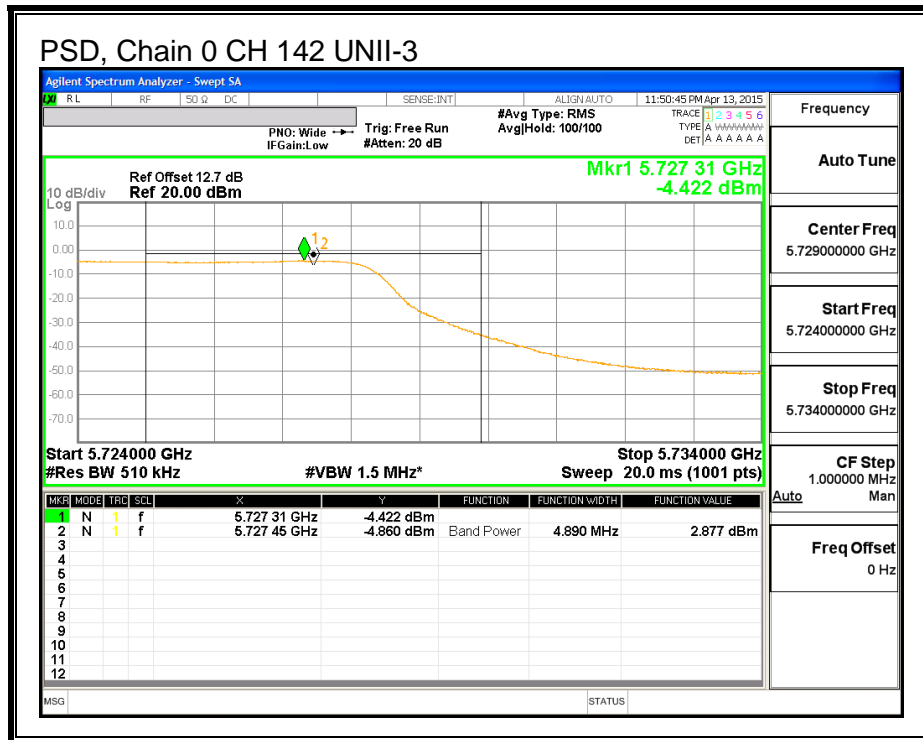 PSD, Chain 0 CH 142 UNII-3
Agilent Spectrum Analyzer - Swept SA
LXI RL RF 50 Ω DC SENSE:INT ALIGN AUTO 11:50:45 PM Apr 13, 2015
PNO: Wide Trig: Free Run #Avg Type: RMS TRACE 1 2 3 4 5 6
IFGain:Low #Atten: 20 dB Avg|Hold: 100/100 TYPE A WWWWW
DET A A A A A A
Mkr1 5.727 31 GHz
-4.422 dBm
Ref Offset 12.7 dB
10 dB/div Ref 20.00 dBm
Log
10.0
0.00
-10.0
-20.0
-30.0
-40.0
-50.0
-60.0
-70.0
1 2
Start 5.724000 GHz Stop 5.734000 GHz
#Res BW 510 kHz #VBW 1.5 MHz* Sweep 20.0 ms (1001 pts)
MKR MODE TRC SCL X Y FUNCTION FUNCTION WIDTH FUNCTION VALUE
1 N 1 f 5.727 31 GHz -4.422 dBm
2 N 1 f 5.727 45 GHz -4.860 dBm Band Power 4.890 MHz 2.877 dBm
3
4
5
6
7
8
9
10
11
12
MSG STATUS
Frequency
Auto Tune
Center Freq
5.729000000 GHz
Start Freq
5.724000000 GHz
Stop Freq
5.734000000 GHz
CF Step
1.000000 MHz
Auto Man
Freq Offset
0 Hz